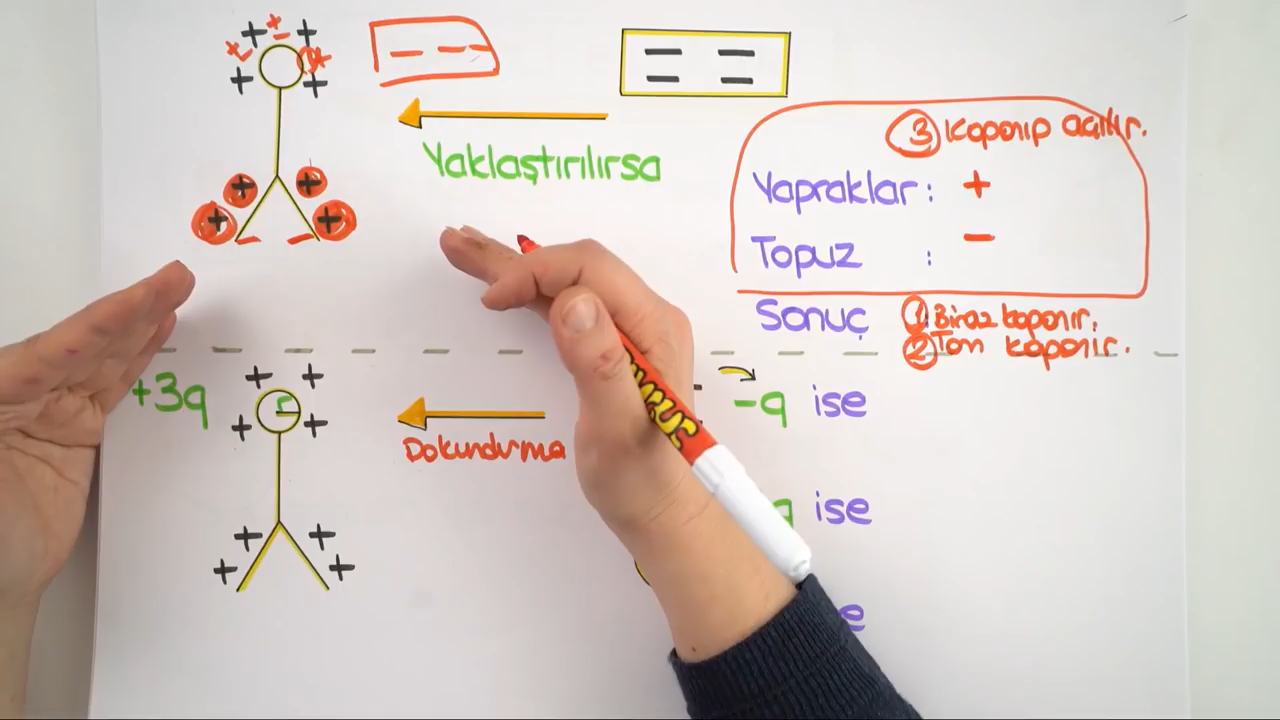 + + + + +
- - -
- -
- -
Yaklaştırılırsa
③ Kapanıp açılır.
Yapraklar : +
Topuz : -
Sonuç ① Biraz kapanır.
② Tam kapanır.
+3q
r
Dokundurma
-q ise
q ise